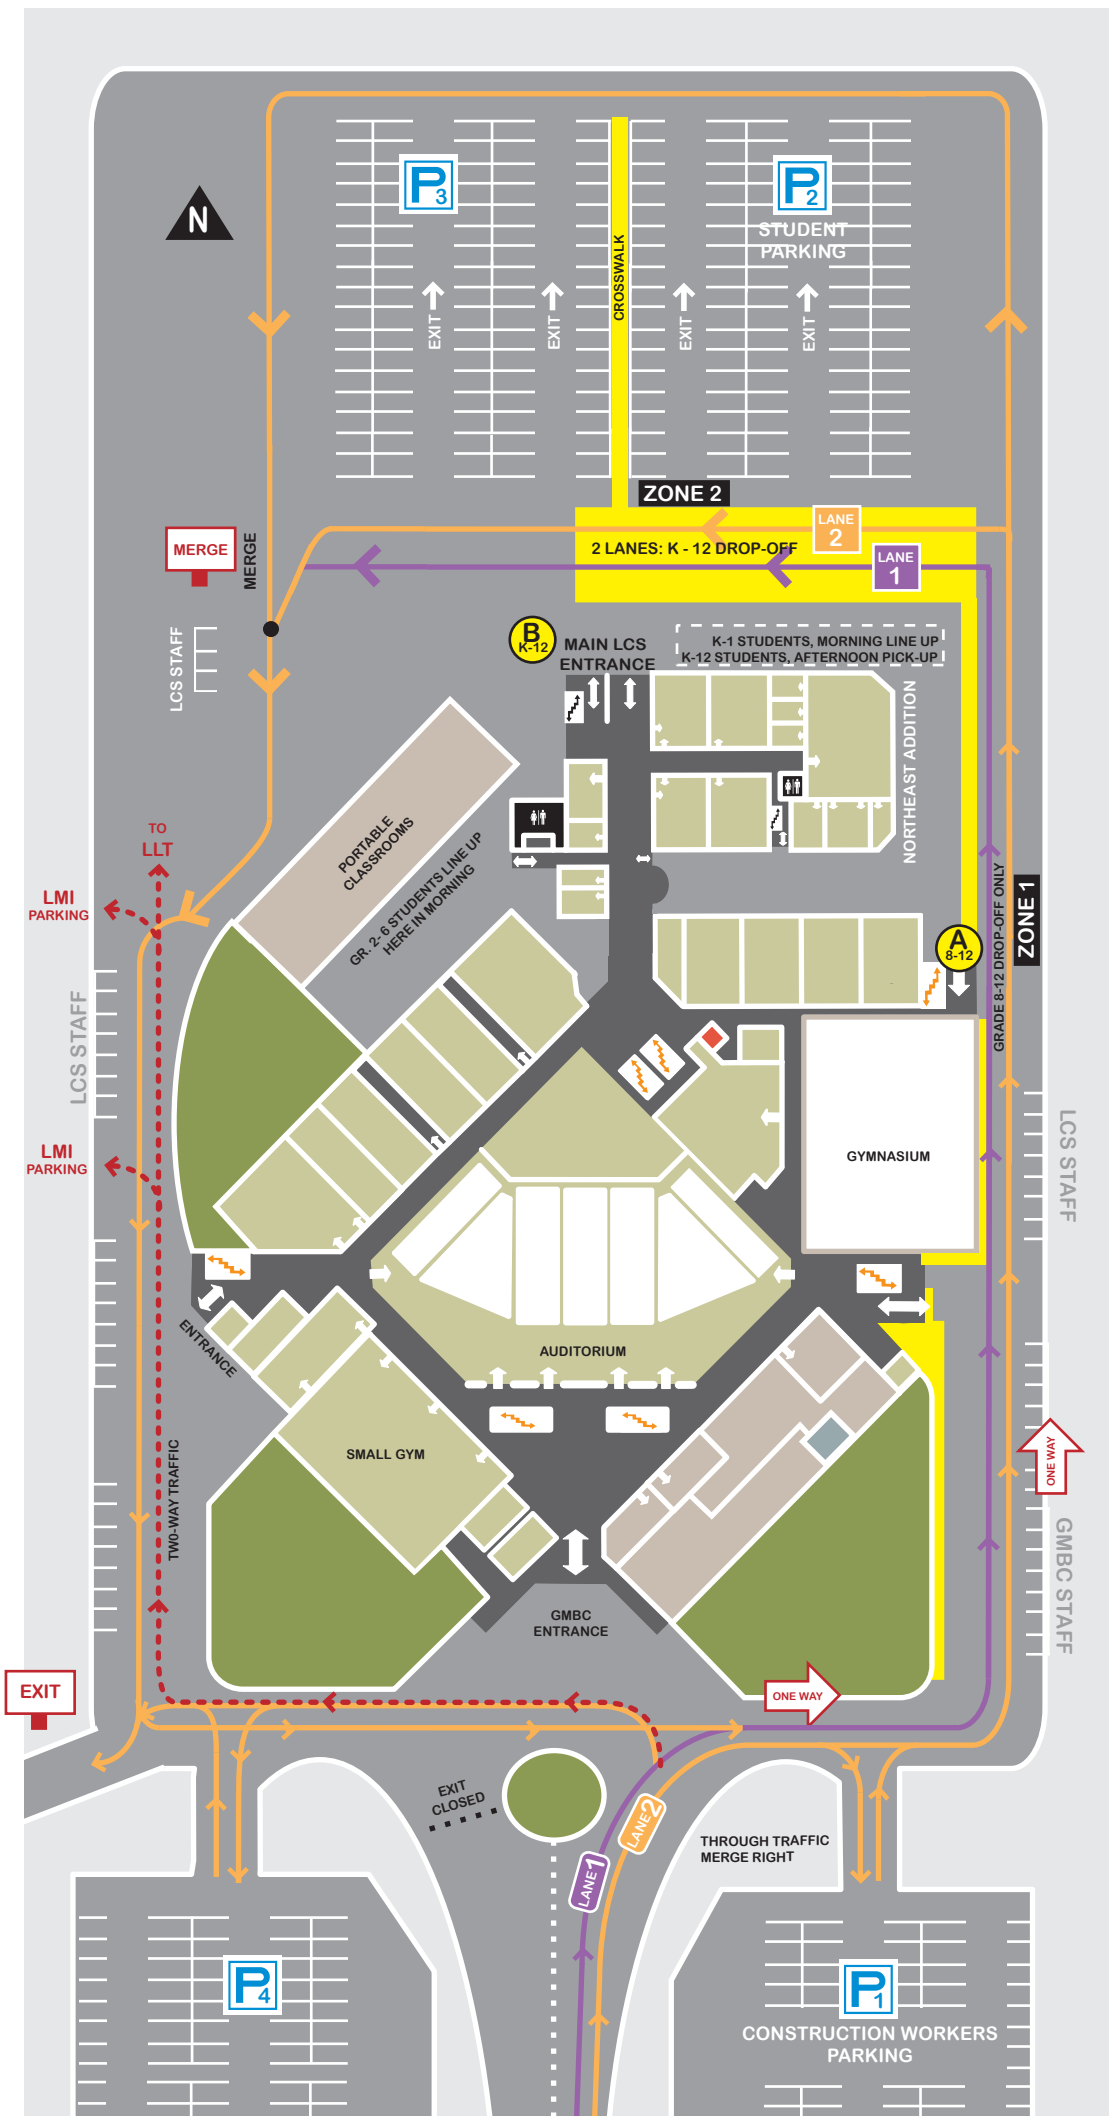 P3
P2
STUDENT
PARKING
N
CROSSWALK
EXIT
EXIT
EXIT
EXIT
ZONE 2
LANE
2
2 LANES: K - 12 DROP-OFF
LANE
1
MERGE
MERGE
LCS STAFF
B
K-12
MAIN LCS
ENTRANCE
K-1 STUDENTS, MORNING LINE UP
K-12 STUDENTS, AFTERNOON PICK-UP
NORTHEAST ADDITION
PORTABLE
CLASSROOMS
GR. 2- 6 STUDENTS LINE UP
HERE IN MORNING
TO
LLT
LMI
PARKING
ZONE 1
GRADE 8-12 DROP-OFF ONLY
A
8-12
LCS STAFF
LMI
PARKING
GYMNASIUM
LCS STAFF
ENTRANCE
AUDITORIUM
SMALL GYM
TWO-WAY TRAFFIC
ONE WAY
GMBC STAFF
GMBC
ENTRANCE
EXIT
ONE WAY
EXIT
CLOSED
LANE2
LANE1
THROUGH TRAFFIC
MERGE RIGHT
P4
P1
CONSTRUCTION WORKERS
PARKING